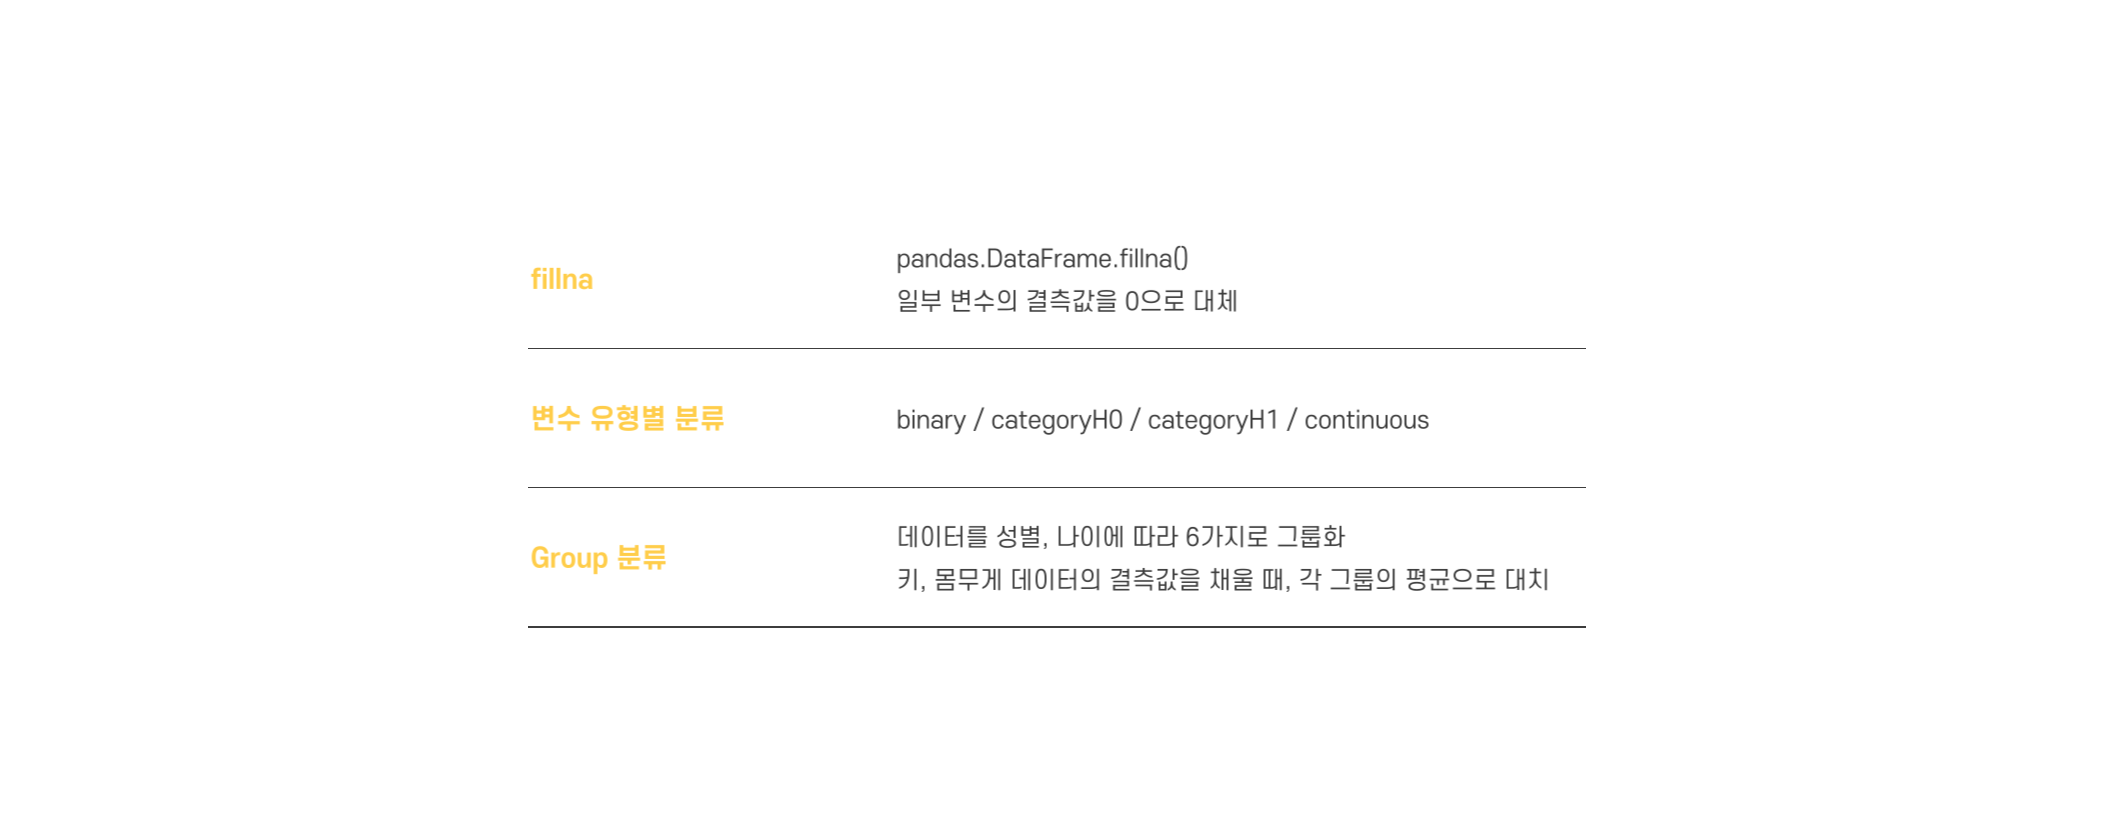 fillna
pandas.DataFrame.fillna()
일부 변수의 결측값을 0으로 대체
변수 유형별 분류
binary / categoryH0 / categoryH1 / continuous
Group 분류
데이터를 성별, 나이에 따라 6가지로 그룹화
키, 몸무게 데이터의 결측값을 채울 때, 각 그룹의 평균으로 대치